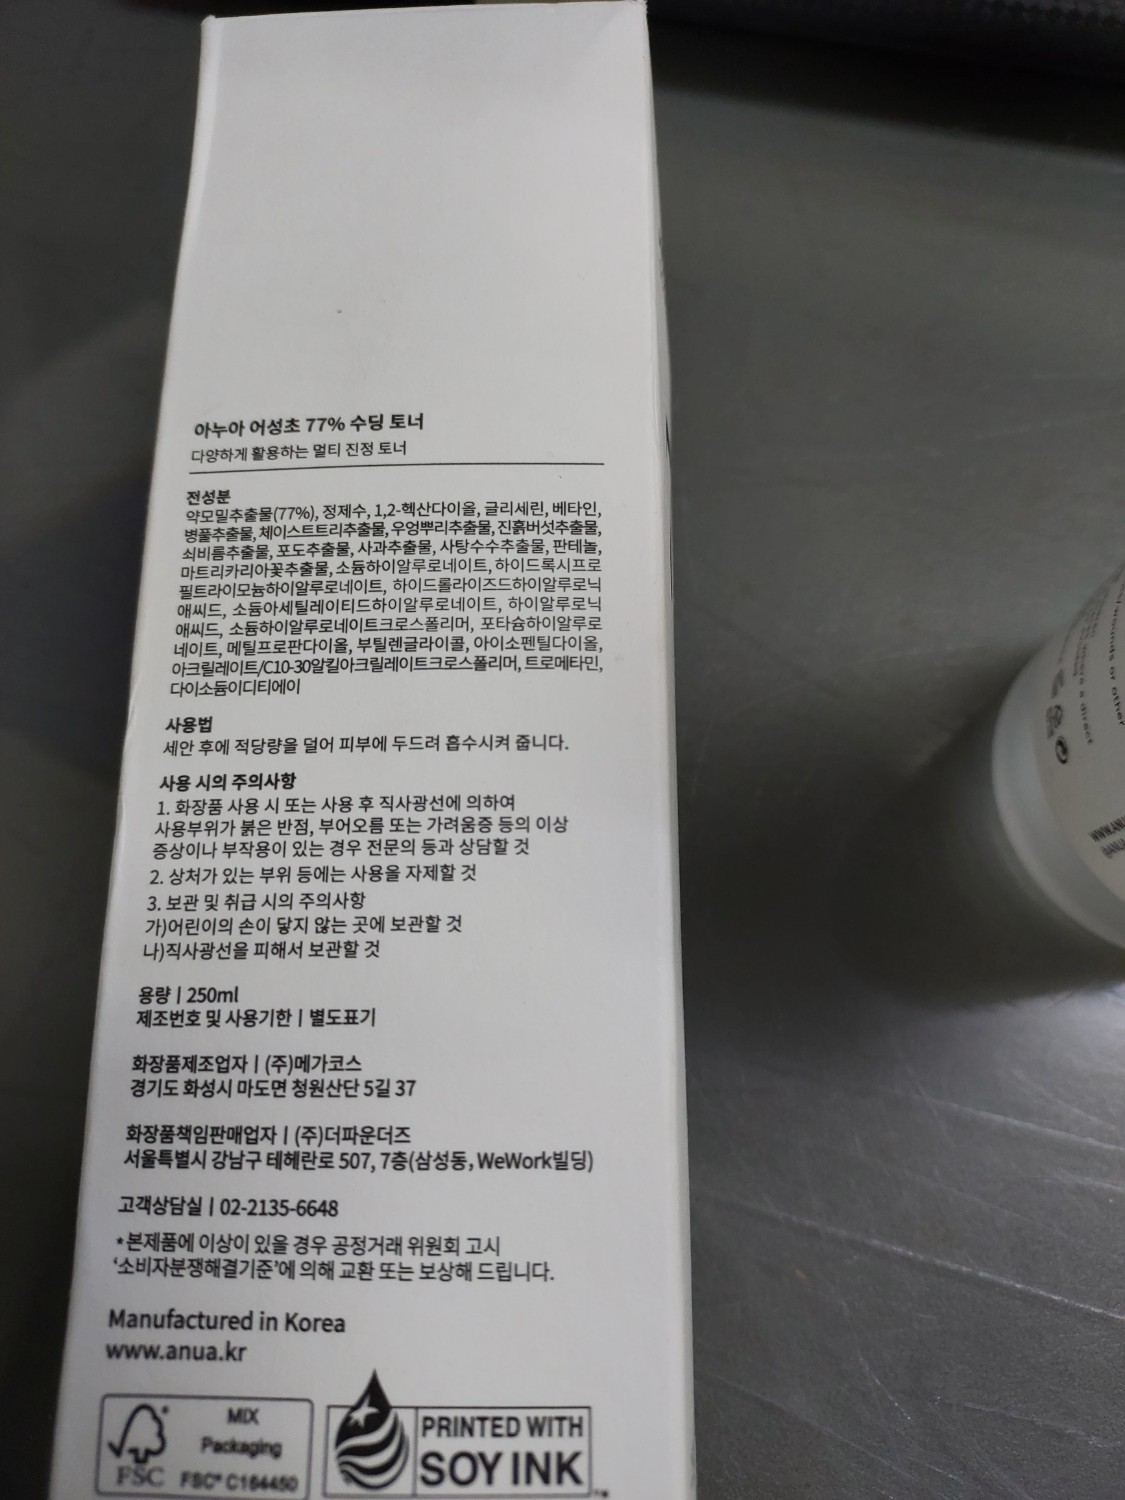 아누아 어성초 77% 수딩 토너
다양하게 활용하는 멀티 진정 토너
전성분
약모밀추출물(77%), 정제수, 1,2-헥산다이올, 글리세린, 베타인,
병풀추출물, 체이스트트리추출물, 우엉뿌리추출물, 진흙버섯추출물,
쇠비름추출물, 포도추출물, 사과추출물, 사탕수수추출물, 판테놀,
마트리카리아꽃추출물, 소듐하이알루로네이트, 하이드록시프로
필트라이모늄하이알루로네이트, 하이드롤라이즈드하이알루로닉
애씨드, 소듐아세틸레이티드하이알루로네이트, 하이알루로닉
애씨드, 소듐하이알루로네이트크로스폴리머, 포타슘하이알루로
네이트, 메틸프로판다이올, 부틸렌글라이콜, 아이소펜틸다이올,
아크릴레이트/C10-30알킬아크릴레이트크로스폴리머, 트로메타민,
다이소듐이디티에이
사용법
세안 후에 적당량을 덜어 피부에 두드려 흡수시켜 줍니다.
사용 시의 주의사항
1. 화장품 사용 시 또는 사용 후 직사광선에 의하여
사용부위가 붉은 반점, 부어오름 또는 가려움증 등의 이상
증상이나 부작용이 있는 경우 전문의 등과 상담할 것
2. 상처가 있는 부위 등에는 사용을 자제할 것
3. 보관 및 취급 시의 주의사항
가)어린이의 손이 닿지 않는 곳에 보관할 것
나)직사광선을 피해서 보관할 것
용량 | 250ml
제조번호 및 사용기한 | 별도표기
화장품제조업자 | (주)메가코스
경기도 화성시 마도면 청원산단 5길 37
화장품책임판매업자 | (주)더파운더즈
서울특별시 강남구 테헤란로 507, 7층(삼성동, WeWork빌딩)
고객상담실 | 02-2135-6648
*본제품에 이상이 있을 경우 공정거래 위원회 고시
'소비자분쟁해결기준'에 의해 교환 또는 보상해 드립니다.
Manufactured in Korea
www.anua.kr
MIX
Packaging
FSC FSC® C164450
PRINTED WITH
SOY INK
wounds or other
direct